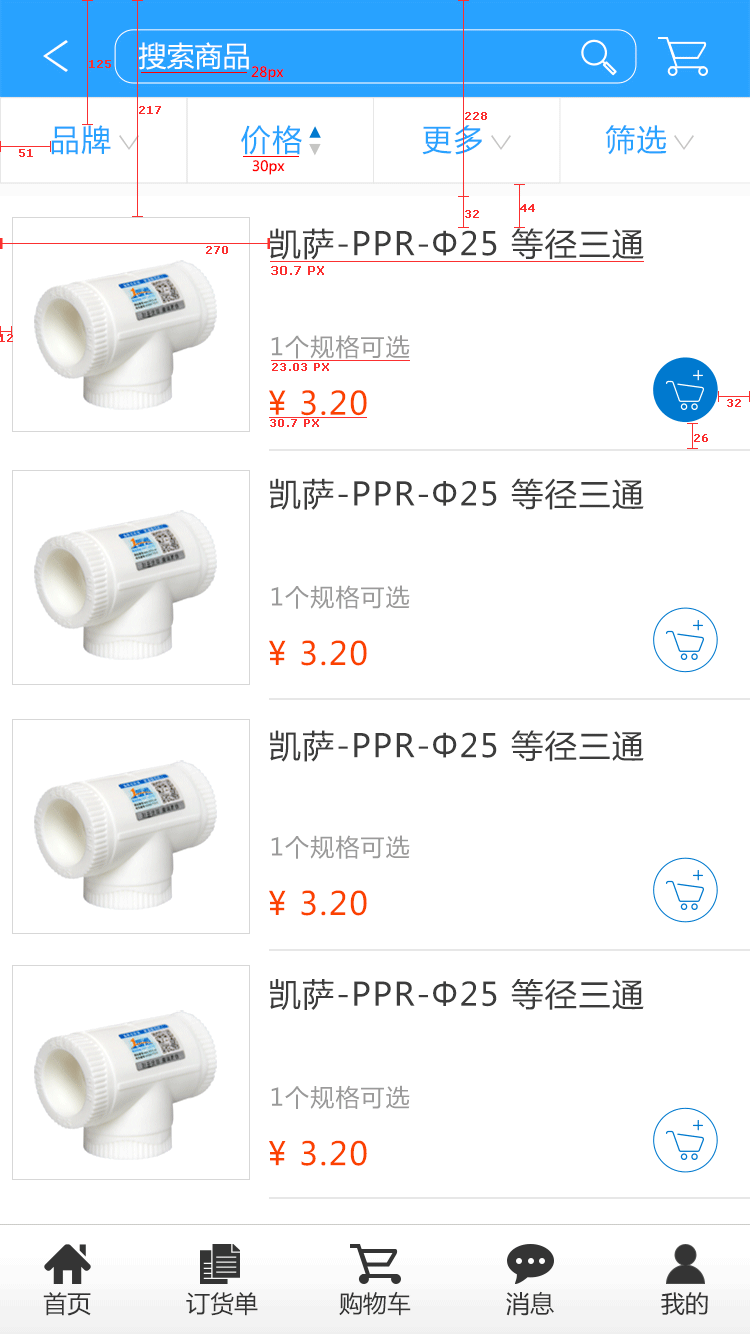 搜索商品
28px
125
217
228
品牌
价格
更多
筛选
51
30px
32
44
凯萨-PPR-Φ25 等径三通
270
30.7 PX
12
1个规格可选
23.03 PX
¥ 3.20
30.7 PX
32
26
凯萨-PPR-Φ25 等径三通
1个规格可选
¥ 3.20
凯萨-PPR-Φ25 等径三通
1个规格可选
¥ 3.20
凯萨-PPR-Φ25 等径三通
1个规格可选
¥ 3.20
首页
订货单
购物车
消息
我的